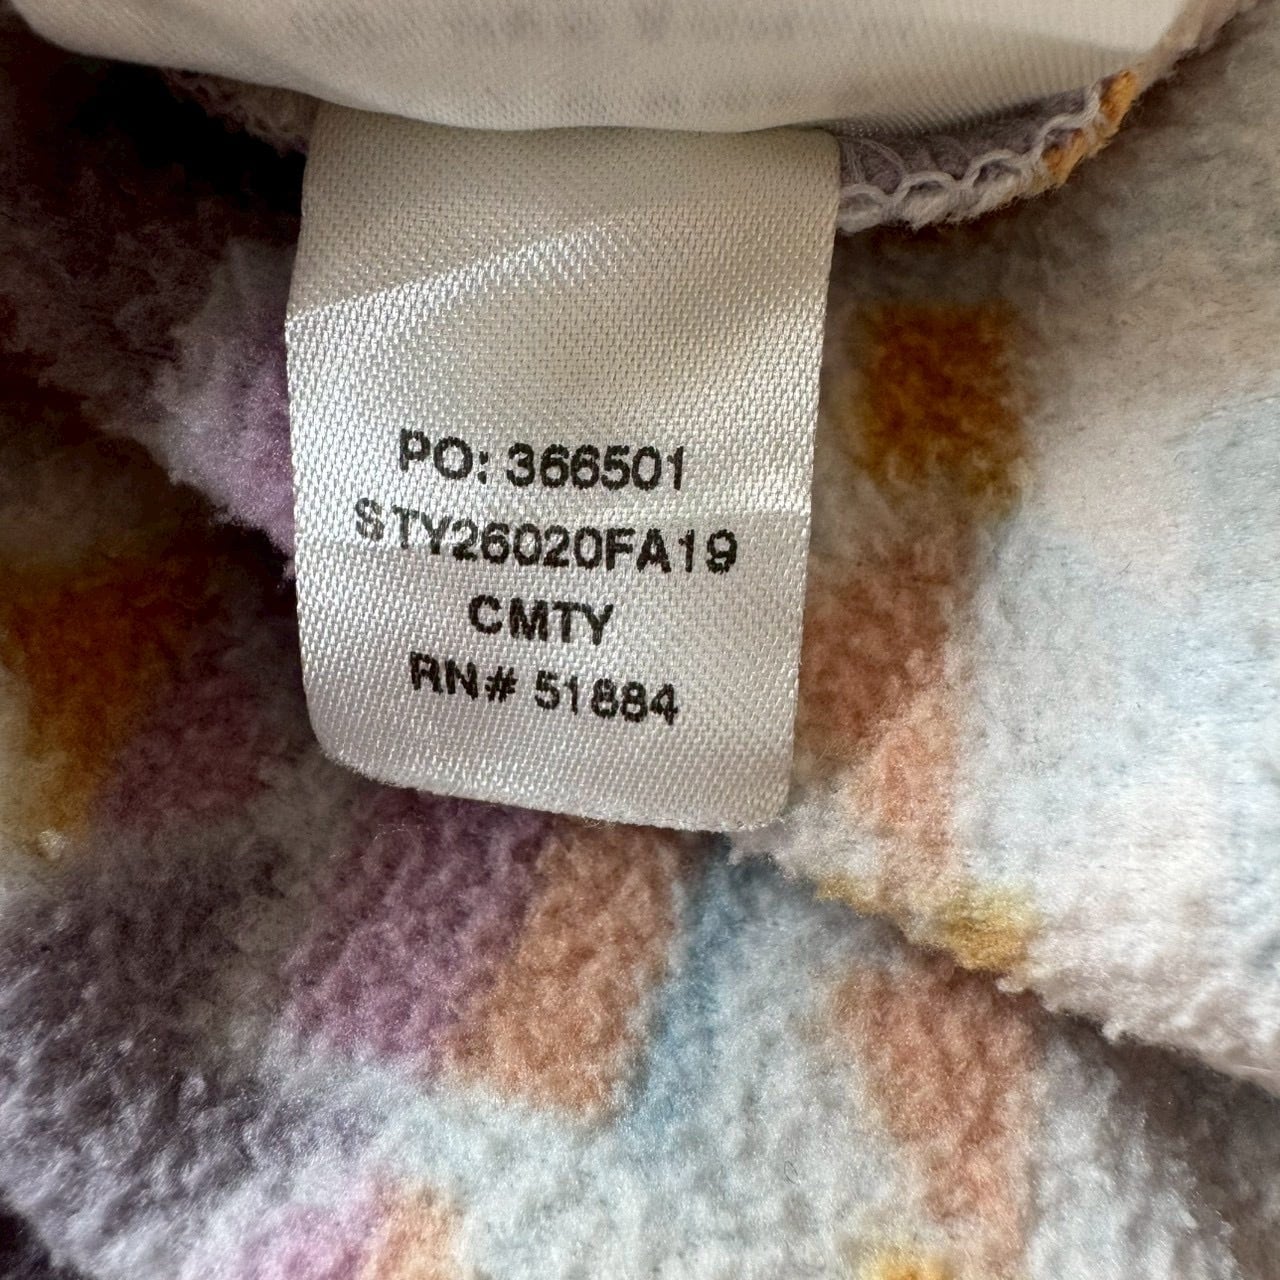 PO: 366501
STY26020FA19
CMTY
RN# 51884